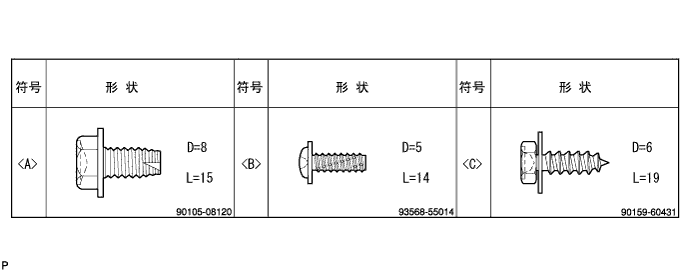 符号 形 状 符号 形 状 符号 形 状
<A> D=8 L=15 90105-08120
<B> D=5 L=14 93568-55014
<C> D=6 L=19 90159-60431
P